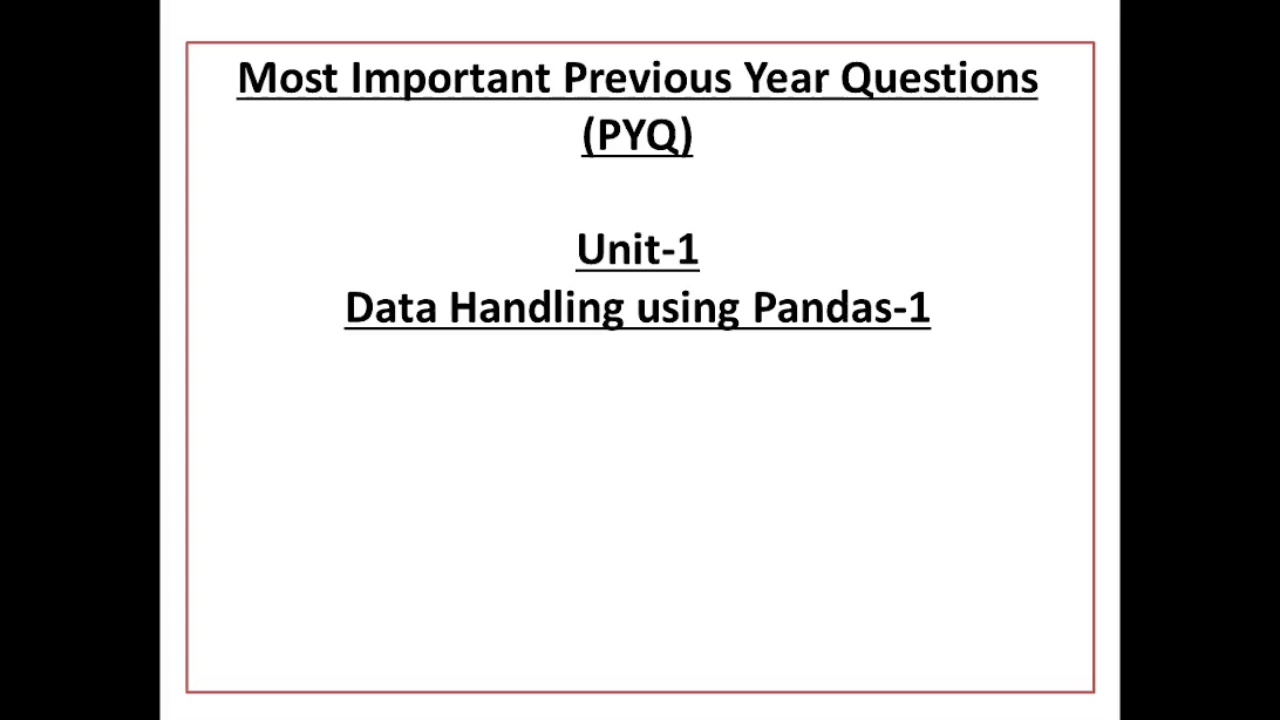 Most Important Previous Year Questions
(PYQ)
Unit-1
Data Handling using Pandas-1